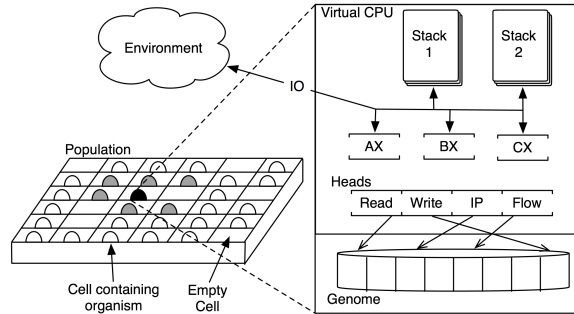 Virtual CPU
Stack
1
Stack
2
Environment
IO
AX BX CX
Population
Heads
Read Write IP Flow
Cell containing
organism
Empty
Cell
Genome